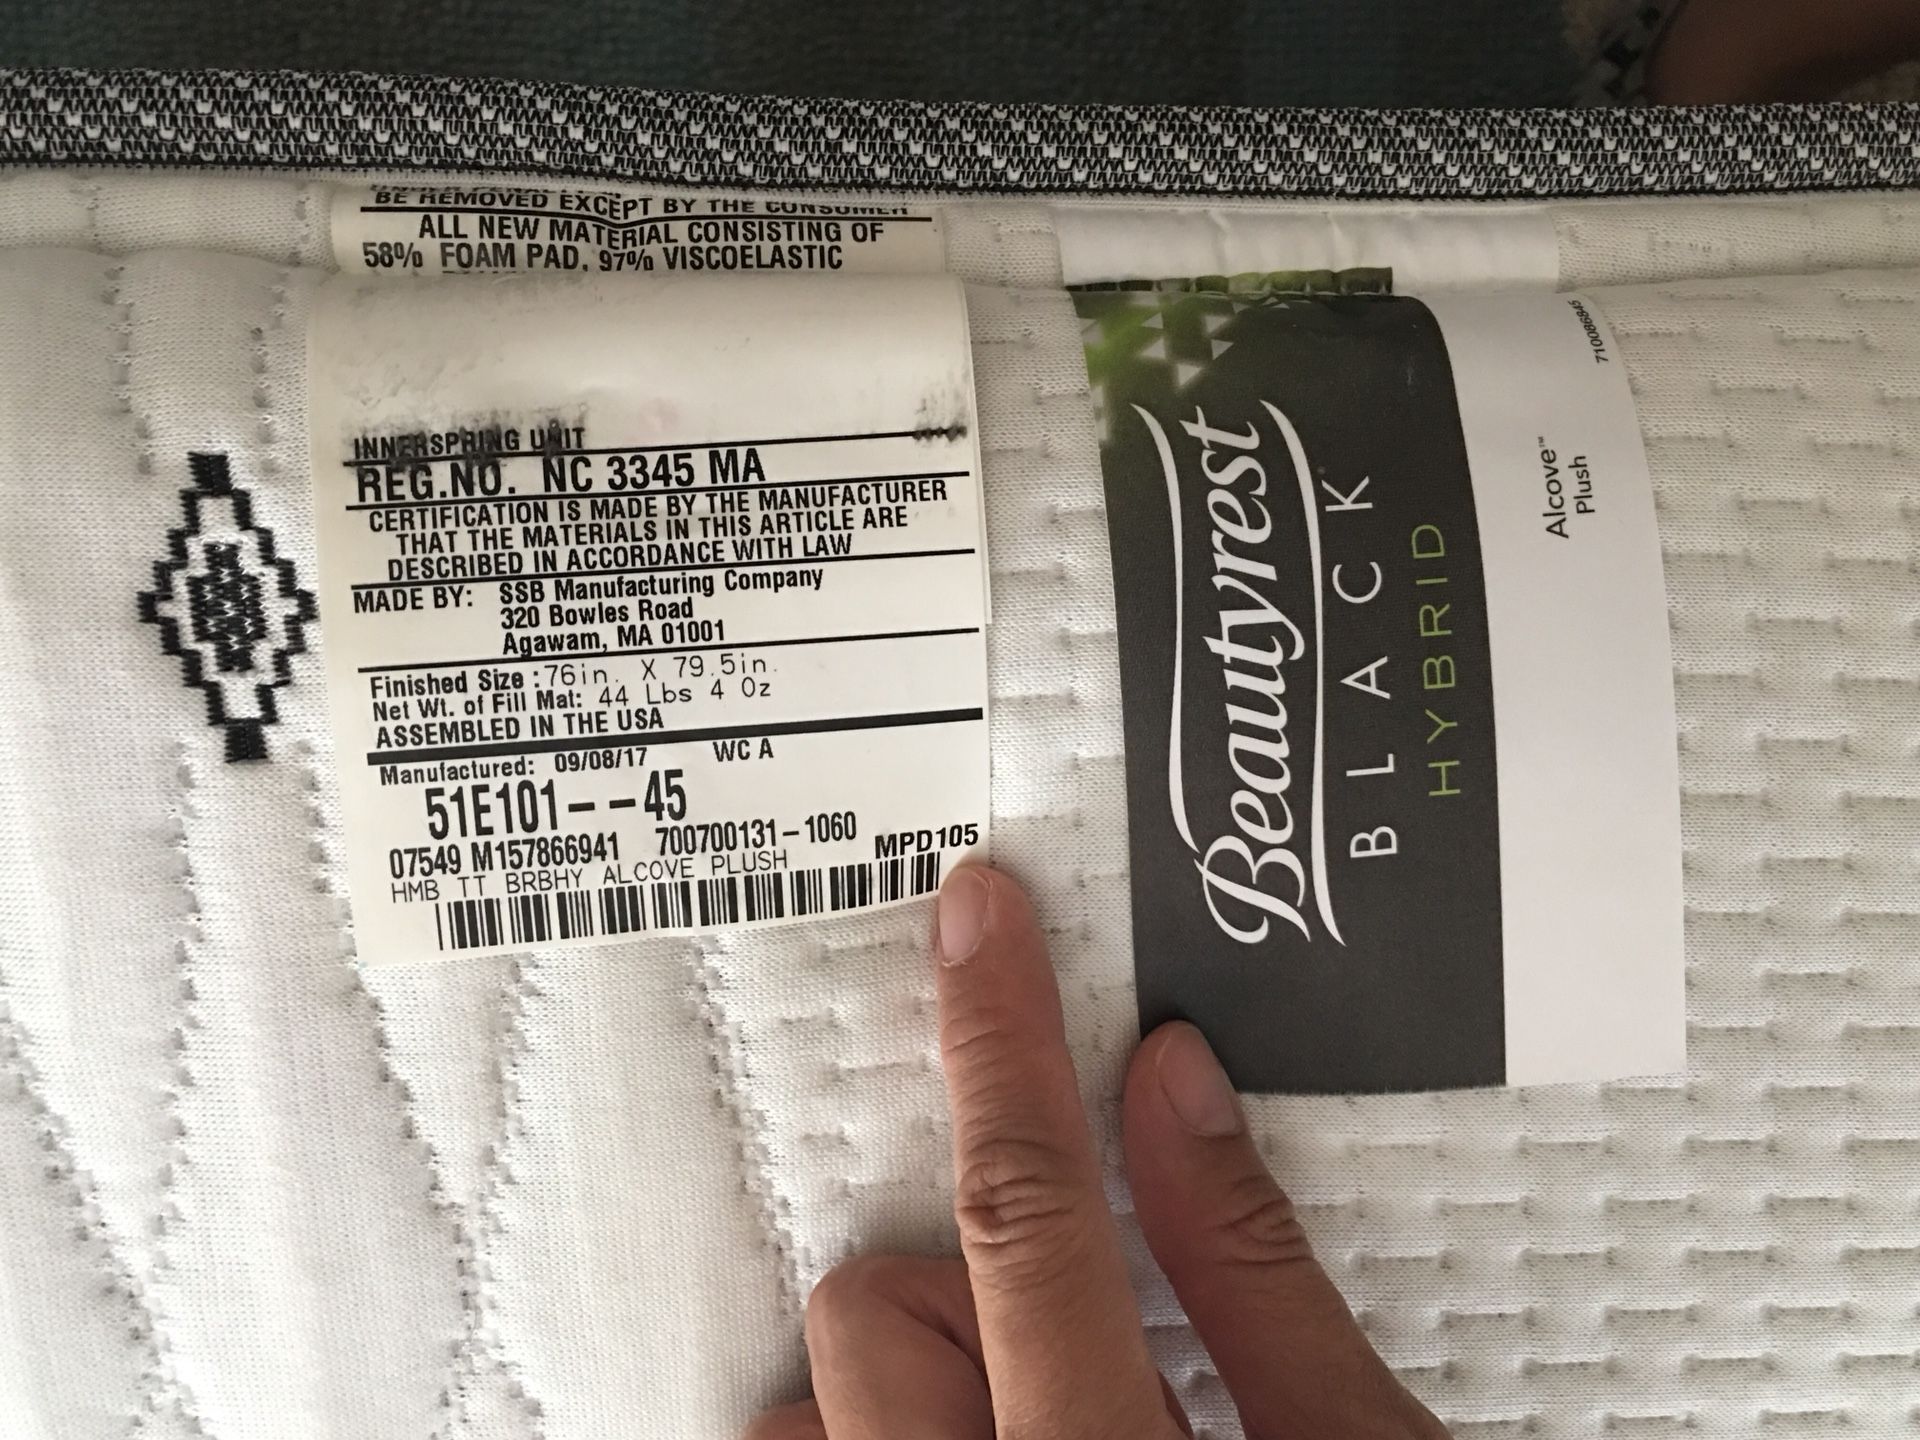 BE REMOVED EXCEPT BY THE CONSUMER
ALL NEW MATERIAL CONSISTING OF
58% FOAM PAD, 97% VISCOELASTIC
INNERSPRING UNIT
REG.NO. NC 3345 MA
CERTIFICATION IS MADE BY THE MANUFACTURER
THAT THE MATERIALS IN THIS ARTICLE ARE
DESCRIBED IN ACCORDANCE WITH LAW
MADE BY: SSB Manufacturing Company
320 Bowles Road
Agawam, MA 01001
Finished Size :76in. X 79.5in.
Net Wt. of Fill Mat: 44 Lbs 4 Oz
ASSEMBLED IN THE USA
Manufactured: 09/08/17 WC A
51E101--45
07549 M157866941 700700131-1060 MPD105
HMB TT BRBHY ALCOVE PLUSH
Beautyrest
BLACK
HYBRID
Alcove™
Plush
710086845